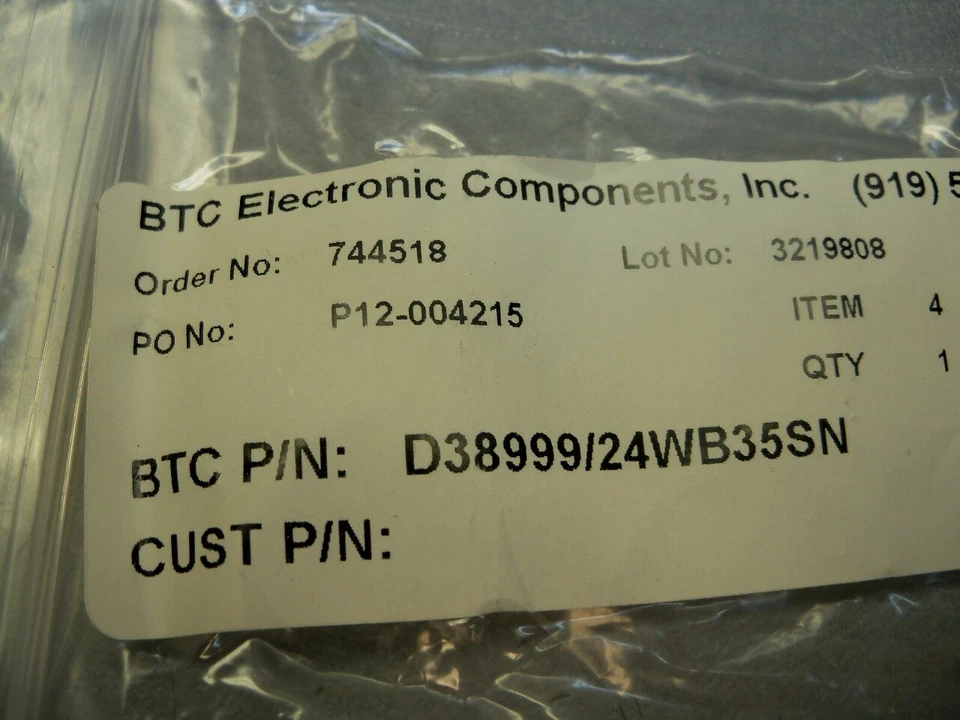 BTC Electronic Components, Inc. (919) 5
Order No: 744518 Lot No: 3219808
PO No: P12-004215 ITEM 4
QTY 1
BTC P/N: D38999/24WB35SN
CUST P/N: